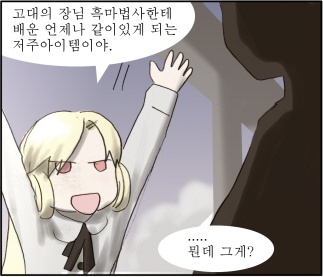 고대의 장님 흑마법사한테
배운 언제나 같이있게 되는
저주아이템이야.
.....
뭔데 그게?